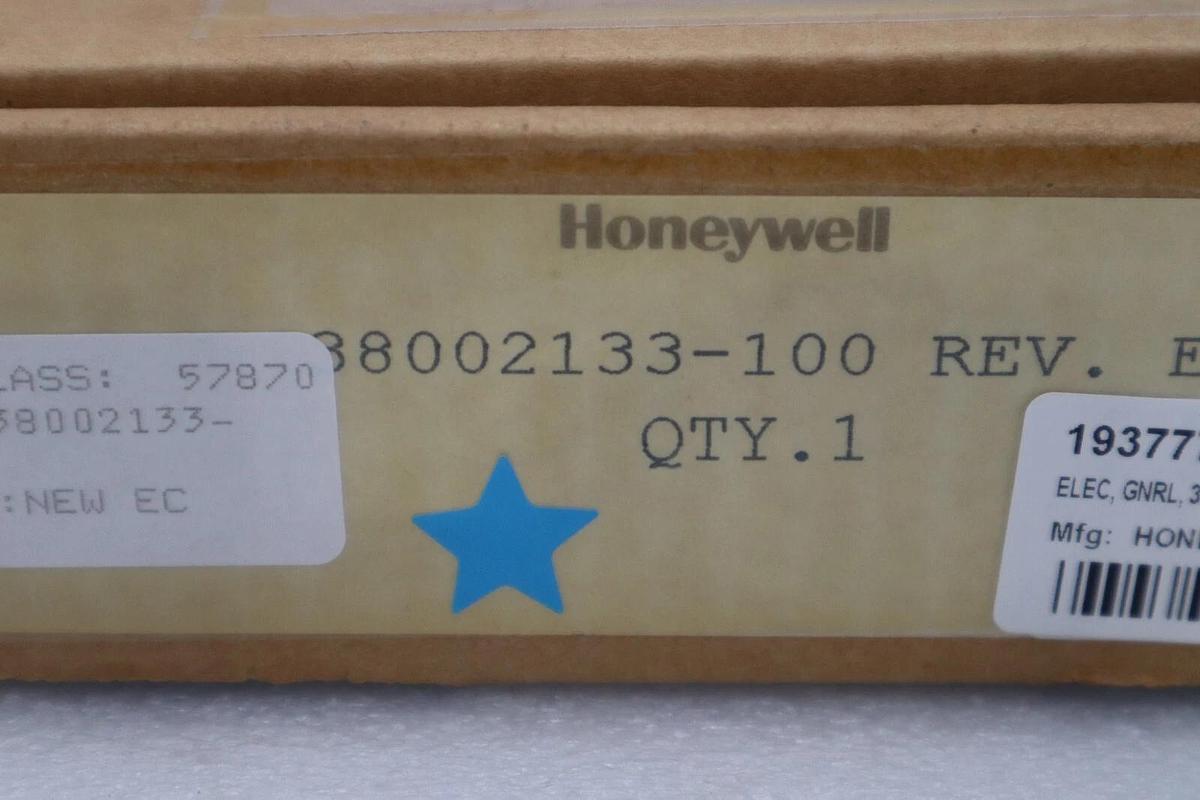 Honeywell
38002133-100 REV. E
QTY.1
LASS: 57870
38002133-
:NEW EC
19377
ELEC, GNRL, 3
Mfg: HON